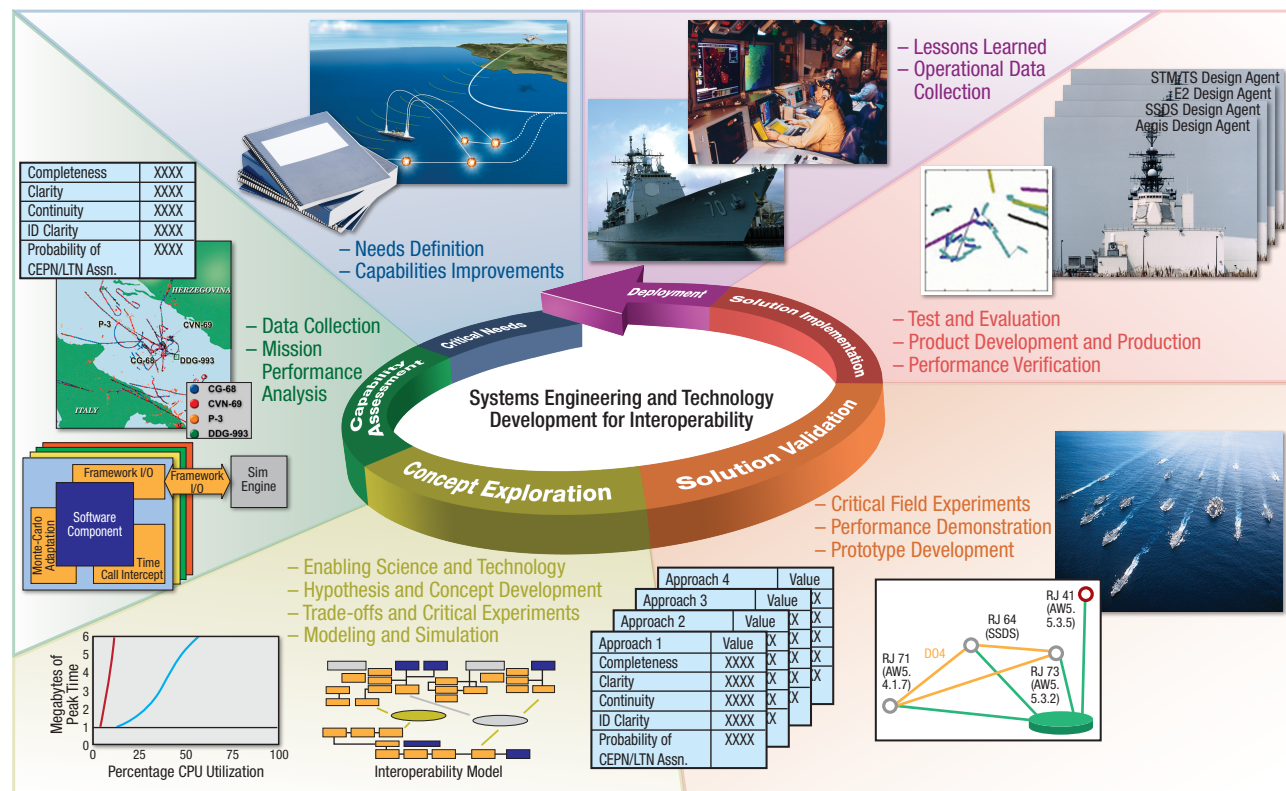 – Lessons Learned
– Operational Data
Collection
STM/TS Design Agent
E2 Design Agent
SSDS Design Agent
Aegis Design Agent
70
– Needs Definition
– Capabilities Improvements
Completeness XXXX
Clarity XXXX
Continuity XXXX
ID Clarity XXXX
Probability of XXXX
CEPN/LTN Assn.
HERZEGOVINA
P-3
CVN-69
CG-68
DDG-993
ITALY
CG-68
CVN-69
P-3
DDG-993
– Data Collection
– Mission
Performance
Analysis
– Test and Evaluation
– Product Development and Production
– Performance Verification
Critical Needs
Deployment
Solution Implementation
Capability
Assessment
Concept Exploration
Solution Validation
Systems Engineering and Technology
Development for Interoperability
Framework I/O
Framework
I/O
Sim
Engine
Software
Component
Monte-Carlo
Adaptation
Time
Call Intercept
– Critical Field Experiments
– Performance Demonstration
– Prototype Development
– Enabling Science and Technology
– Hypothesis and Concept Development
– Trade-offs and Critical Experiments
– Modeling and Simulation
Megabytes of
Peak Time
6
5
4
3
2
1
0
0 25 50 75 100
Percentage CPU Utilization
Interoperability Model
Approach 4 Value
Approach 3 Value
Approach 2 Value
Approach 1 Value
Completeness XXXX
Clarity XXXX
Continuity XXXX
ID Clarity XXXX
Probability of XXXX
CEPN/LTN Assn.
RJ 41
(AW5.
5.3.5)
RJ 64
(SSDS)
D04
RJ 71
(AW5.
4.1.7)
RJ 73
(AW5.
5.3.2)